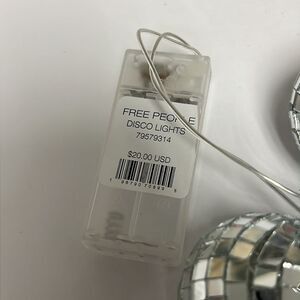 FREE PEOPLE
DISCO LIGHTS
79579314
$20.00 USD